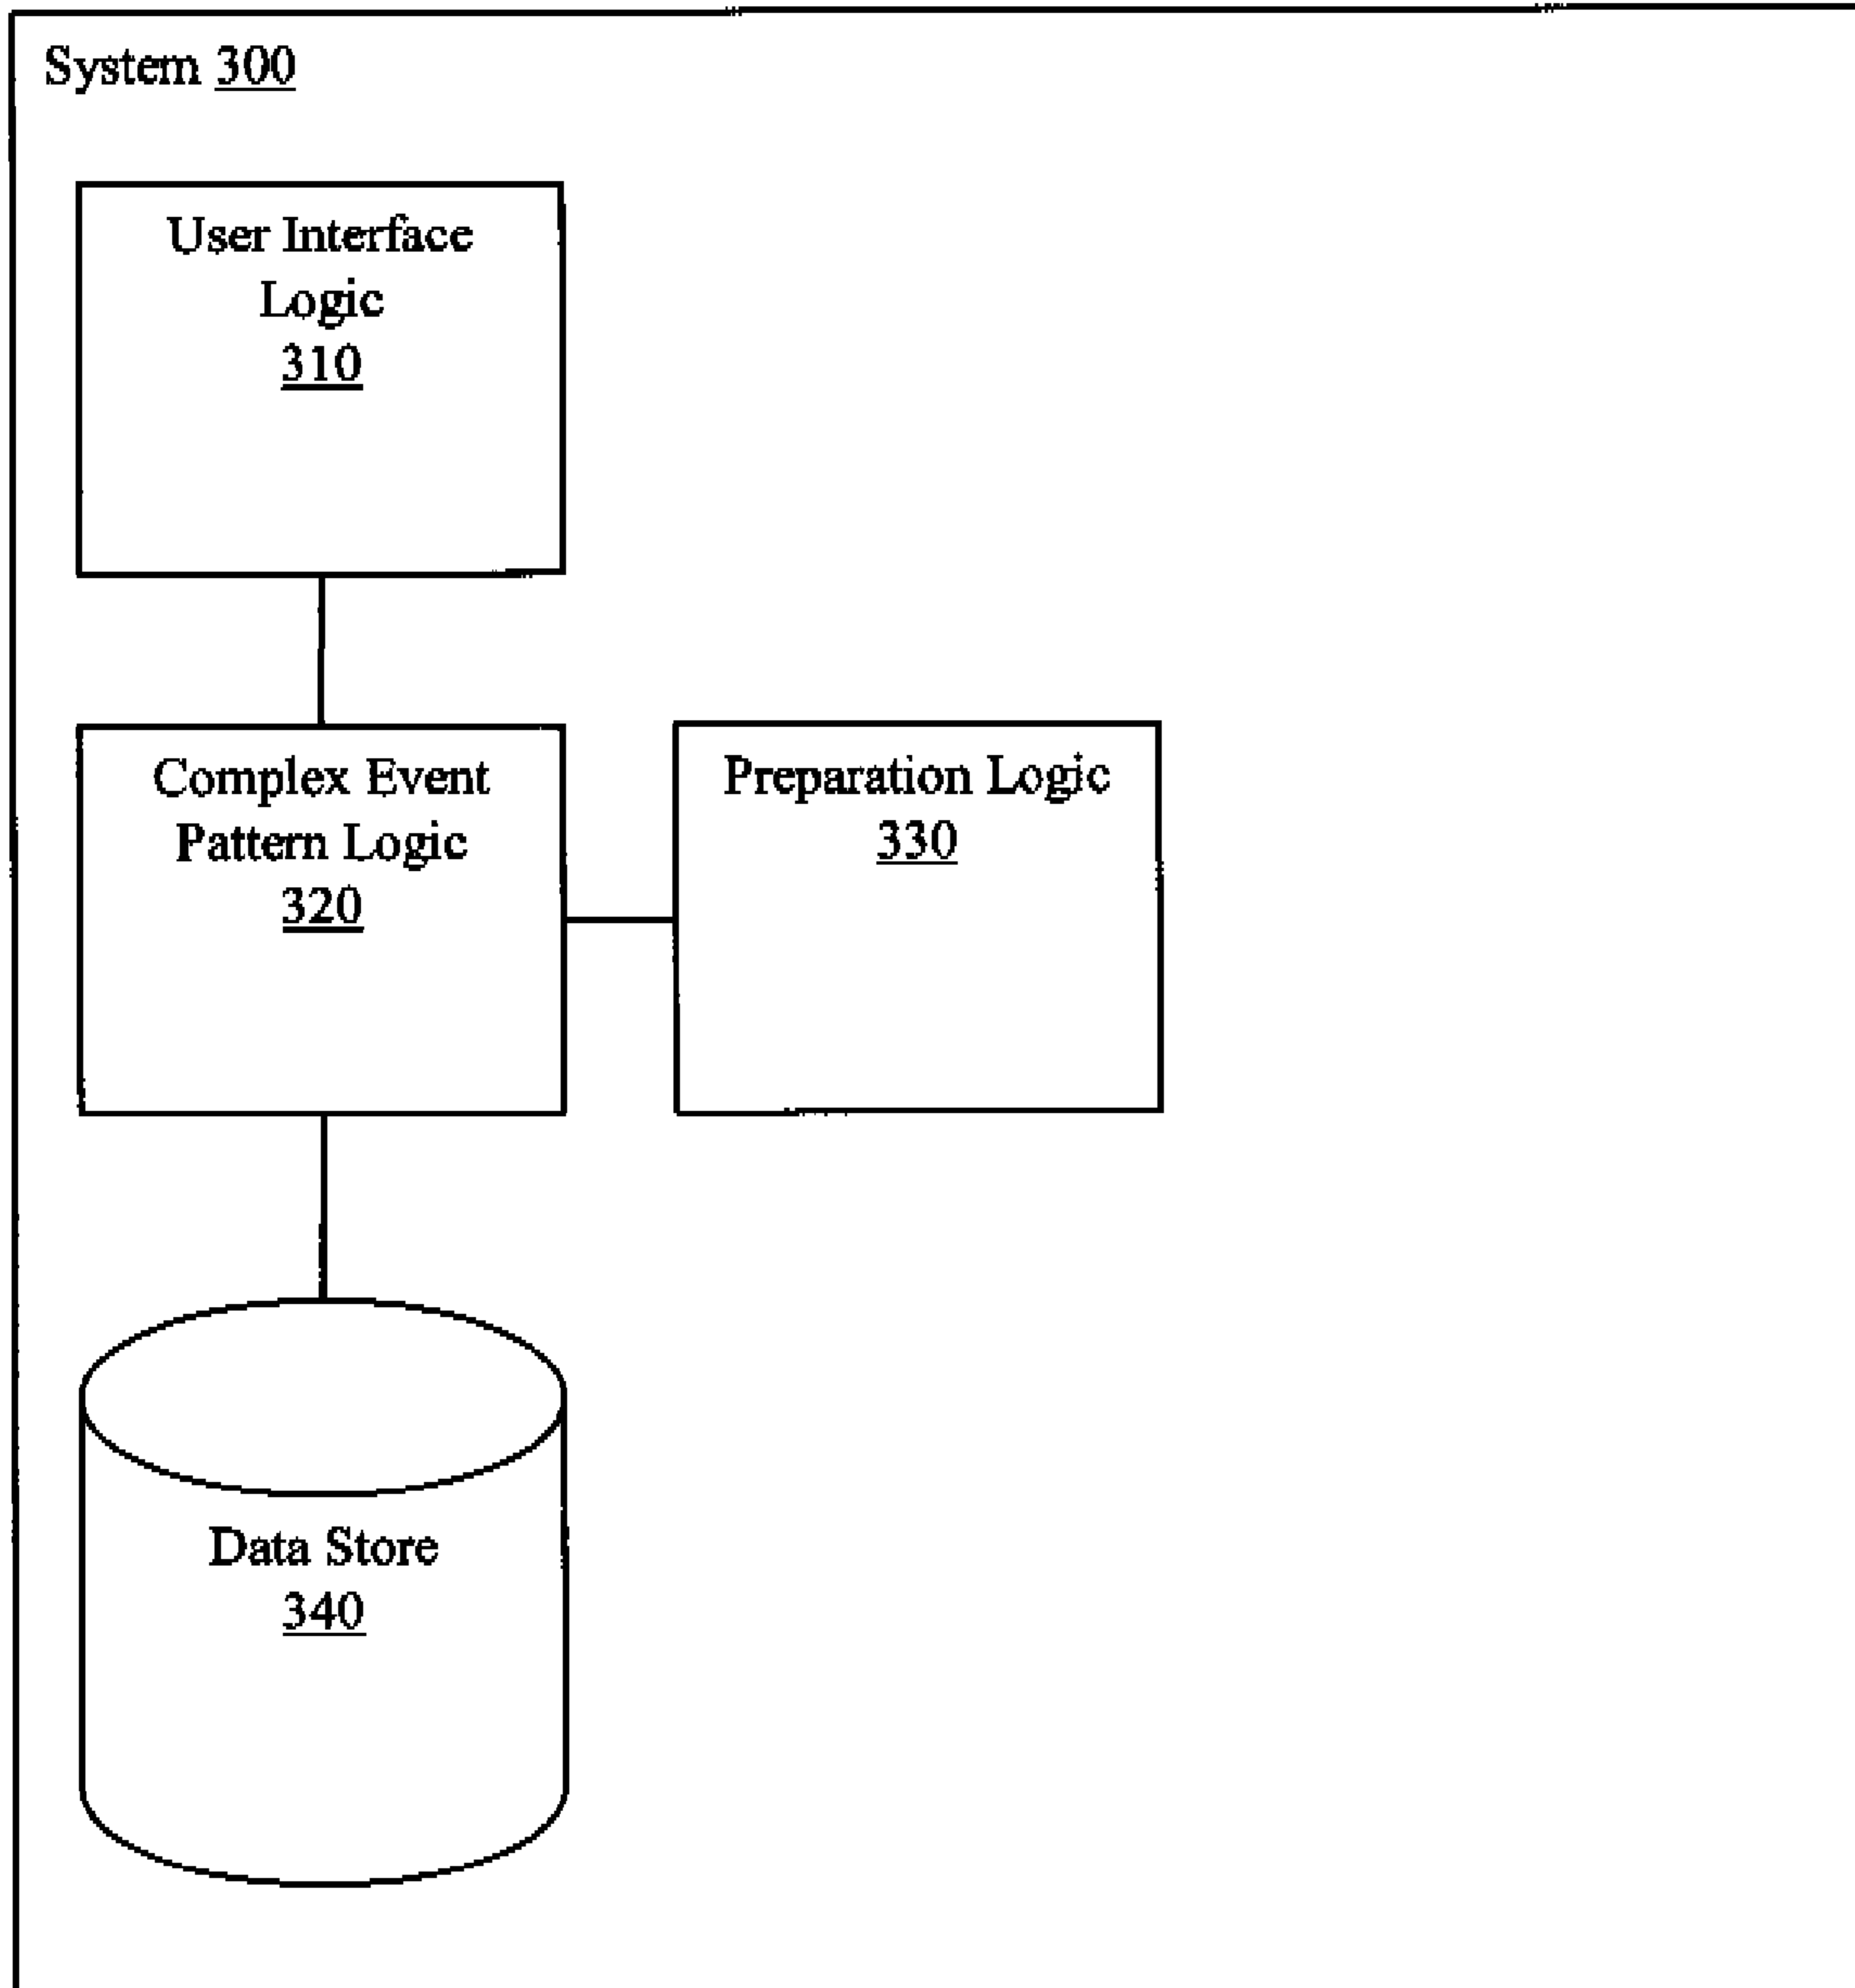 System 300
User Interface
Logic
310
Complex Event
Pattern Logic
320
Preparation Logic
330
Data Store
340